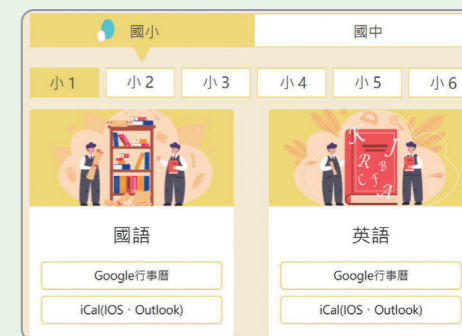 國小
國中
小1
小2
小3
小4
小5
小6
K
J
R
B
C
F
A
國語
英語
Google行事曆
Google行事曆
iCal(IOS、Outlook)
iCal(IOS、Outlook)